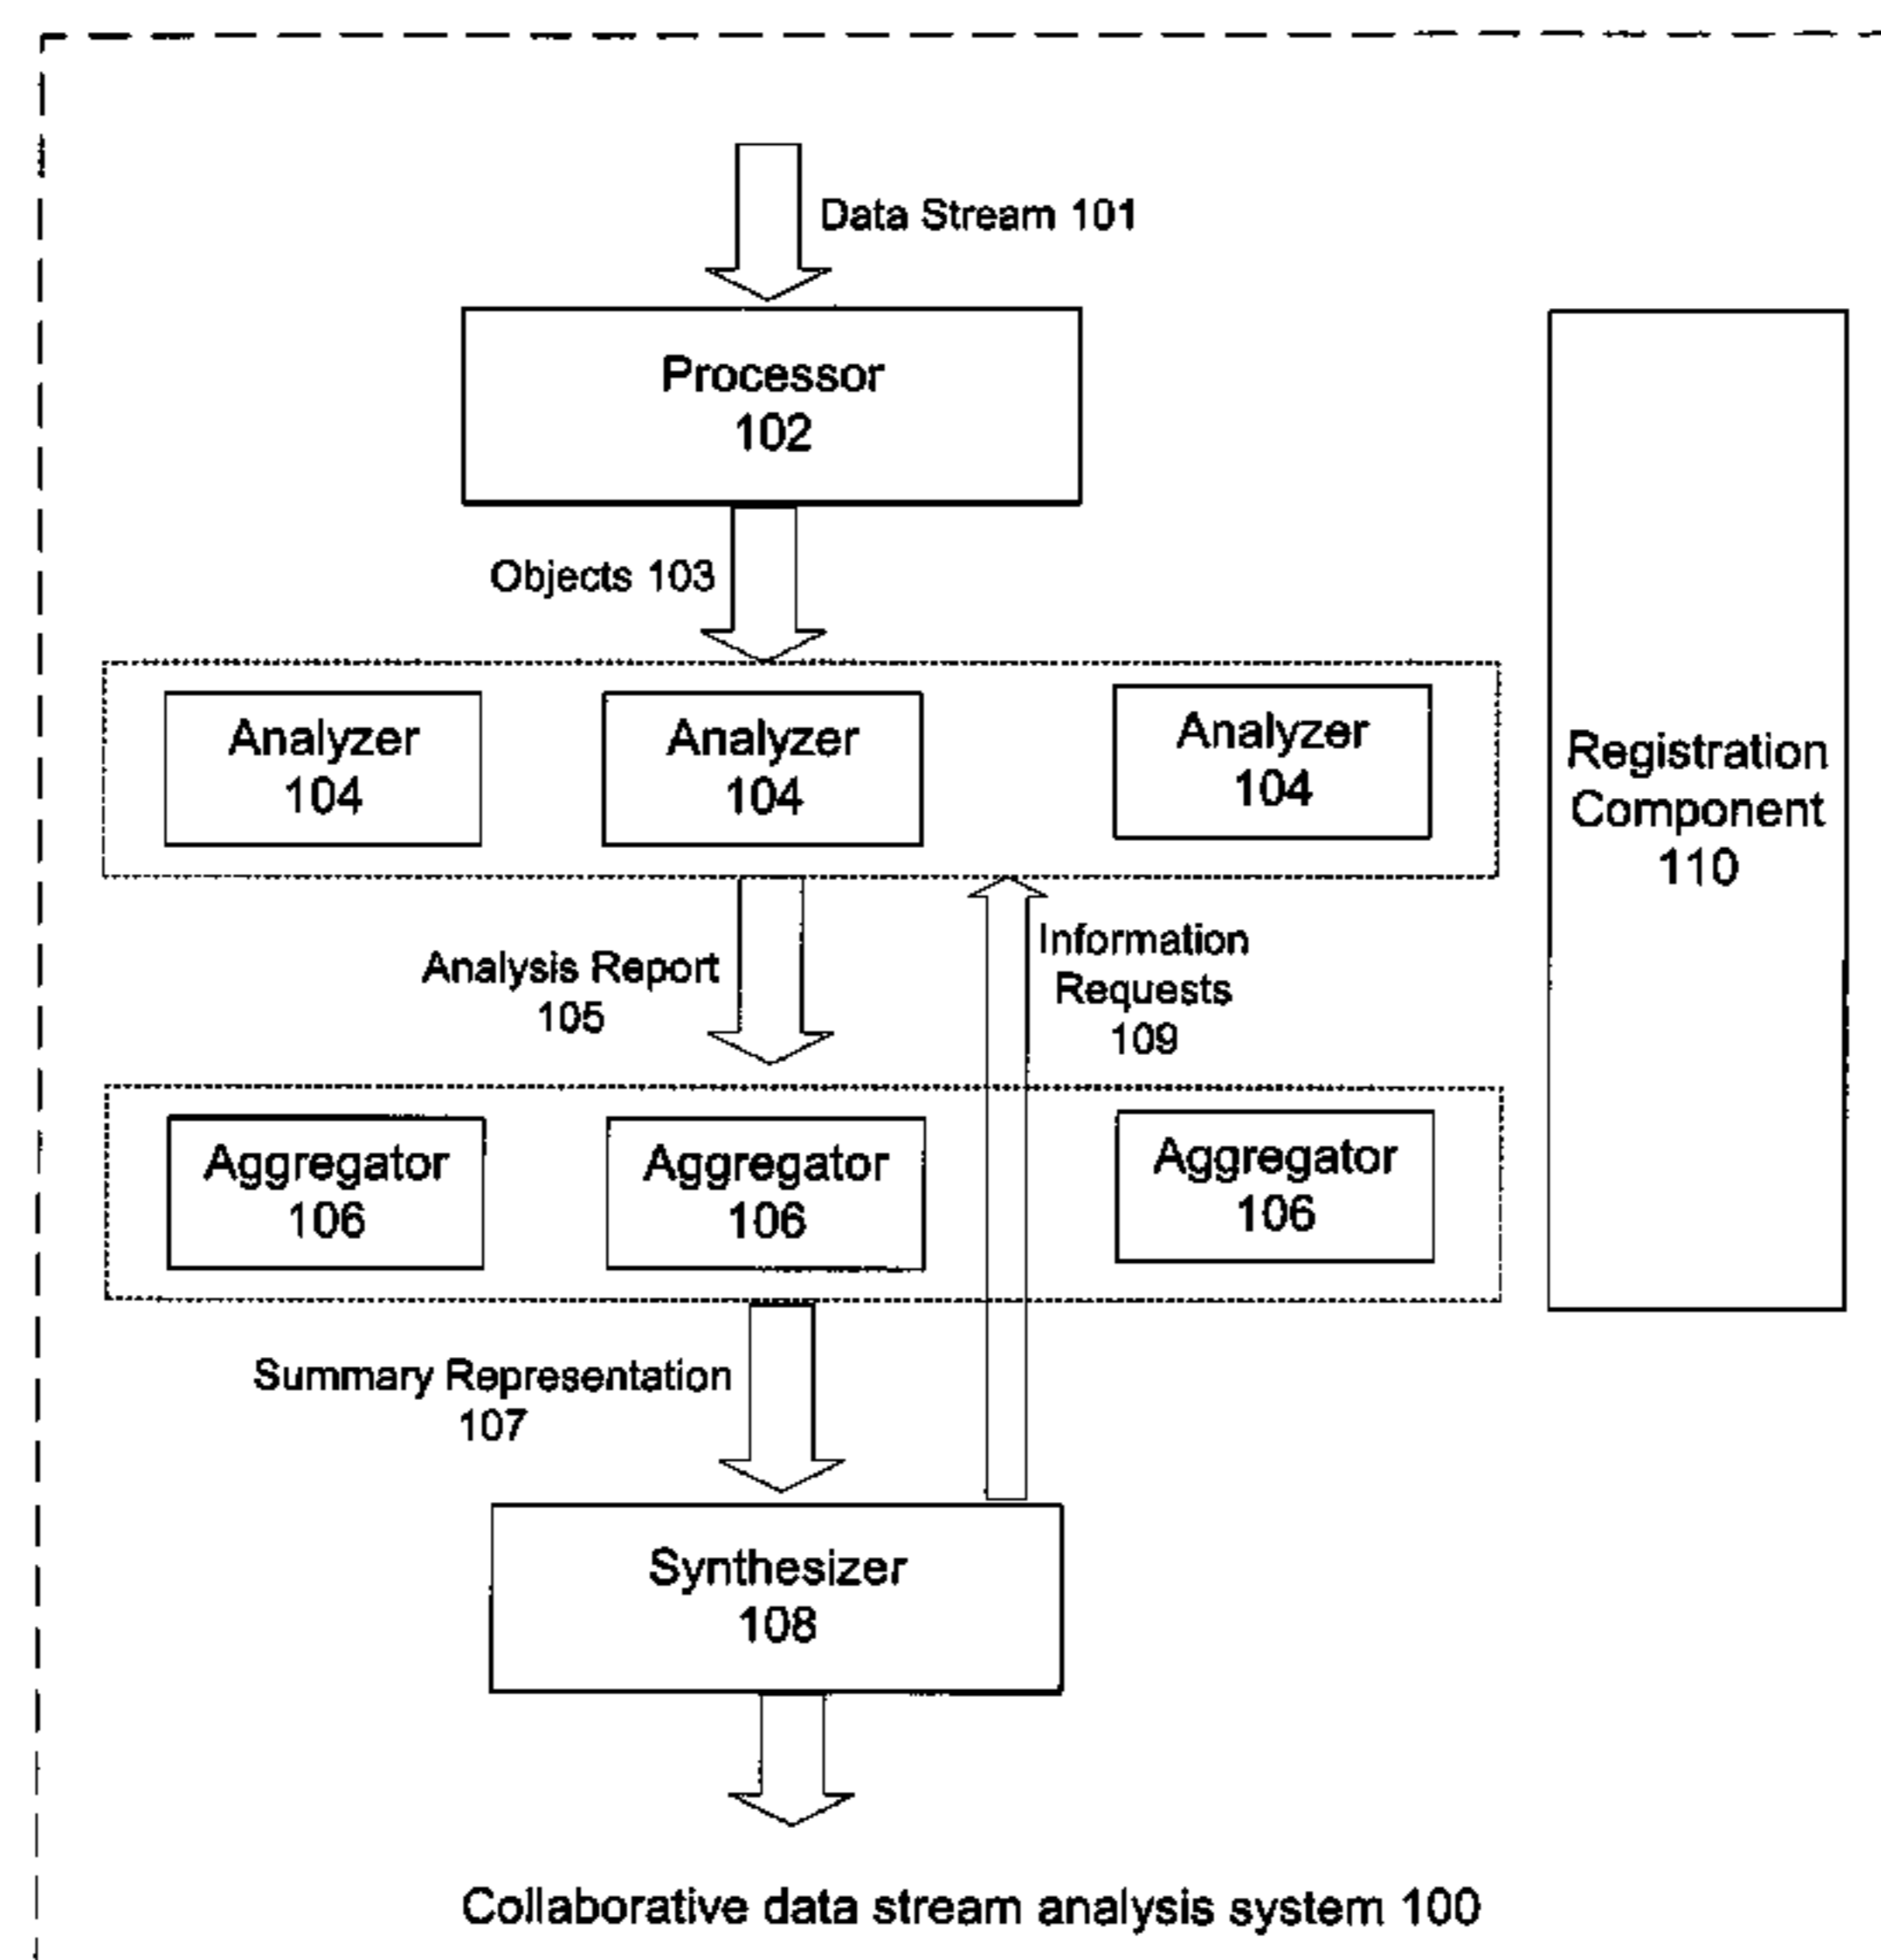 Data Stream 101
Processor
102
Objects 103
Analyzer
104
Analyzer
104
Analyzer
104
Registration
Component
110
Analysis Report
105
Information
Requests
109
Aggregator
106
Aggregator
106
Aggregator
106
Summary Representation
107
Synthesizer
108
Collaborative data stream analysis system 100